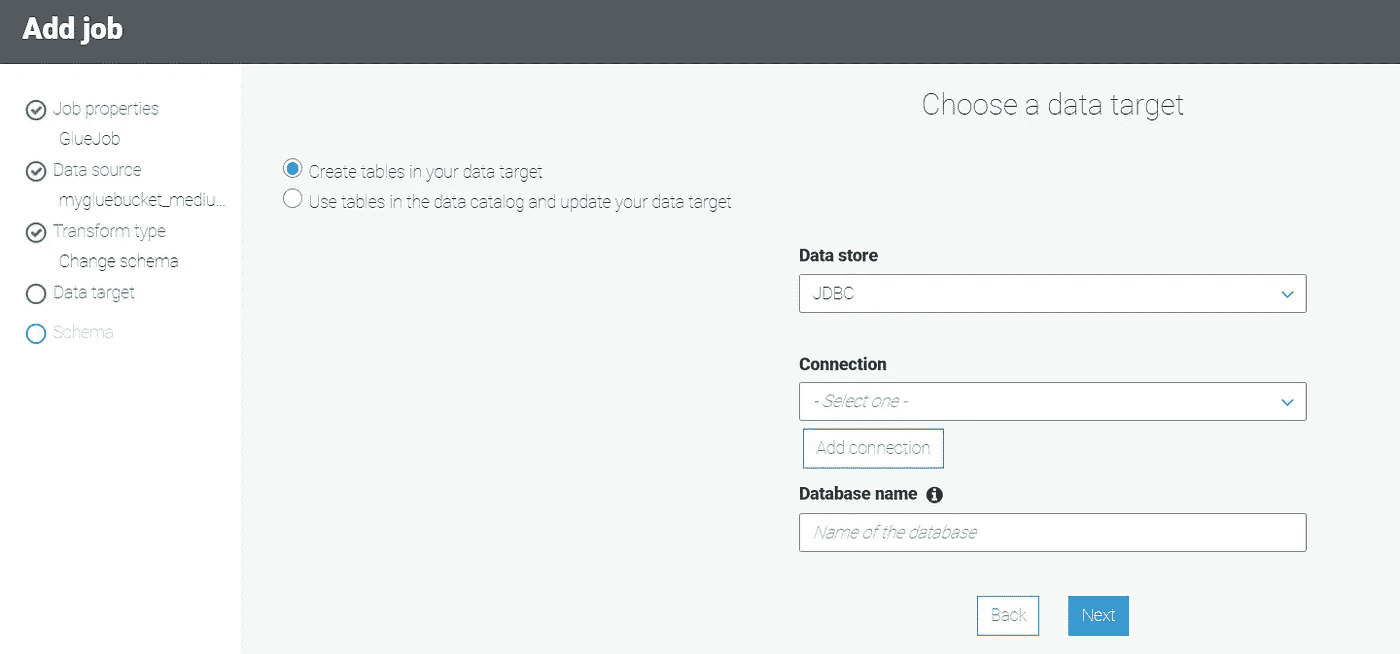 Add job
Job properties
GlueJob
Data source
mygluebucket_mediu...
Transform type
Change schema
Data target
Schema
Choose a data target
Create tables in your data target
Use tables in the data catalog and update your data target
Data store
JDBC
Connection
- Select one -
Add connection
Database name
Name of the database
Back
Next